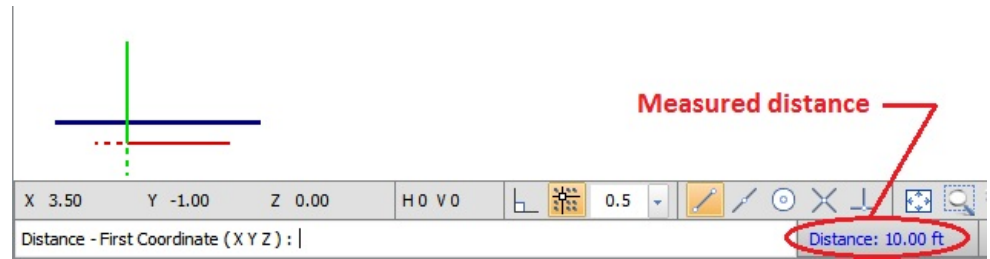 Measured distance
X 3.50 Y -1.00 Z 0.00 H 0 V 0 0.5
Distance - First Coordinate ( X Y Z ) : Distance: 10.00 ft